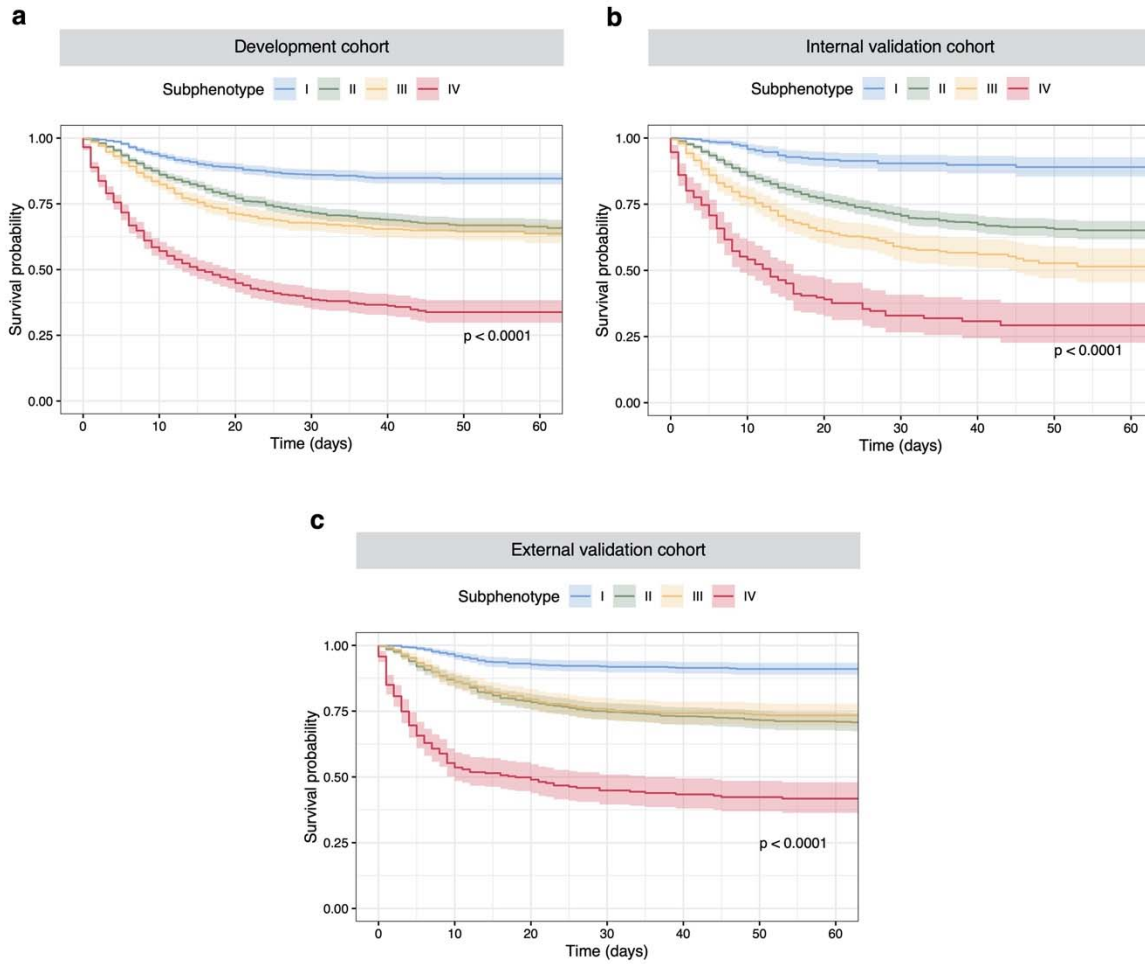 a
Development cohort
Subphenotype I II III IV
Survival probability
1.00
0.75
0.50
0.25
0.00
p < 0.0001
0 10 20 30 40 50 60
Time (days)
b
Internal validation cohort
Subphenotype I II III IV
Survival probability
1.00
0.75
0.50
0.25
0.00
p < 0.0001
0 10 20 30 40 50 60
Time (days)
c
External validation cohort
Subphenotype I II III IV
Survival probability
1.00
0.75
0.50
0.25
0.00
p < 0.0001
0 10 20 30 40 50 60
Time (days)